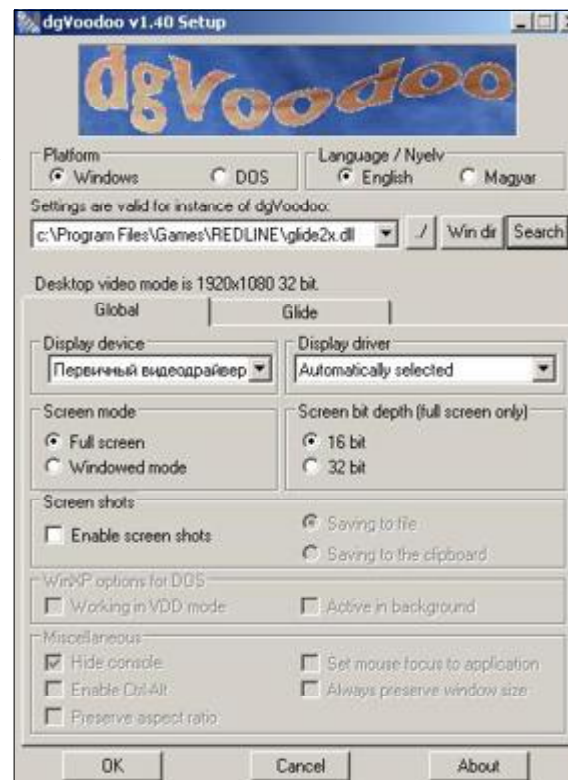 dgVoodoo v1.40 Setup
dgVoodoo
Platform
Windows
DOS
Language / Nyelv
English
Magyar
Settings are valid for instance of dgVoodoo:
c:\Program Files\Games\REDLINE\glide2x.dll
./
Win dir
Search
Desktop video mode is 1920x1080 32 bit.
Global
Glide
Display device
Первичный видеодрайвер
Display driver
Automatically selected
Screen mode
Full screen
Windowed mode
Screen bit depth (full screen only)
16 bit
32 bit
Screen shots
Enable screen shots
Saving to file
Saving to the clipboard
WinXP options for DOS
Working in VDD mode
Active in background
Miscellaneous
Hide console
Enable Ctrl-Alt
Preserve aspect ratio
Set mouse focus to application
Always preserve window size
OK
Cancel
About